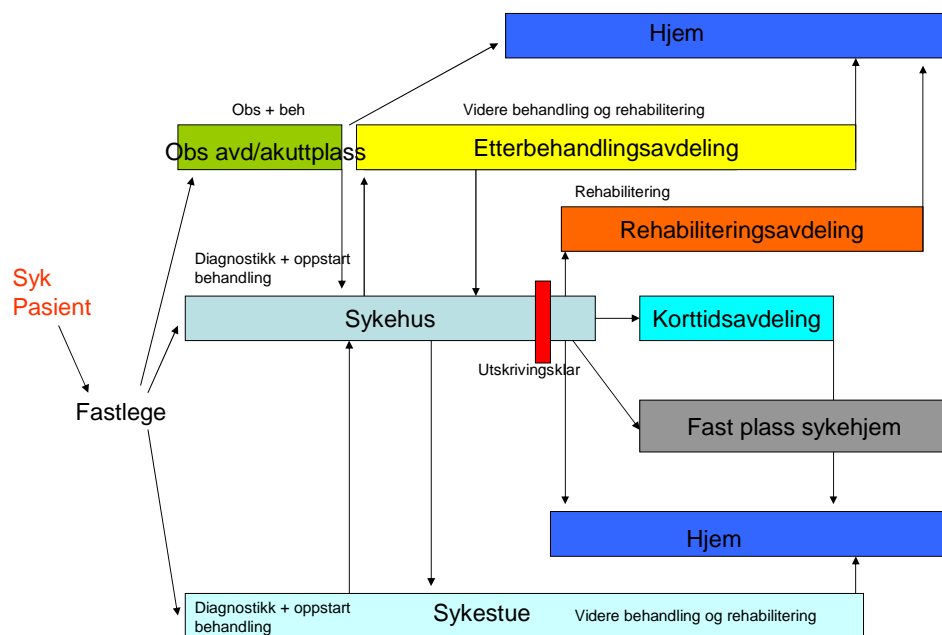 Hjem
Obs + beh
Videre behandling og rehabilitering
Obs avd/akuttplass
Etterbehandlingsavdeling
Rehabilitering
Rehabiliteringsavdeling
Diagnostikk + oppstart
behandling
Syk
Pasient
Sykehus
Korttidsavdeling
Utskrivingsklar
Fastlege
Fast plass sykehjem
Hjem
Diagnostikk + oppstart
behandling
Sykestue
Videre behandling og rehabilitering